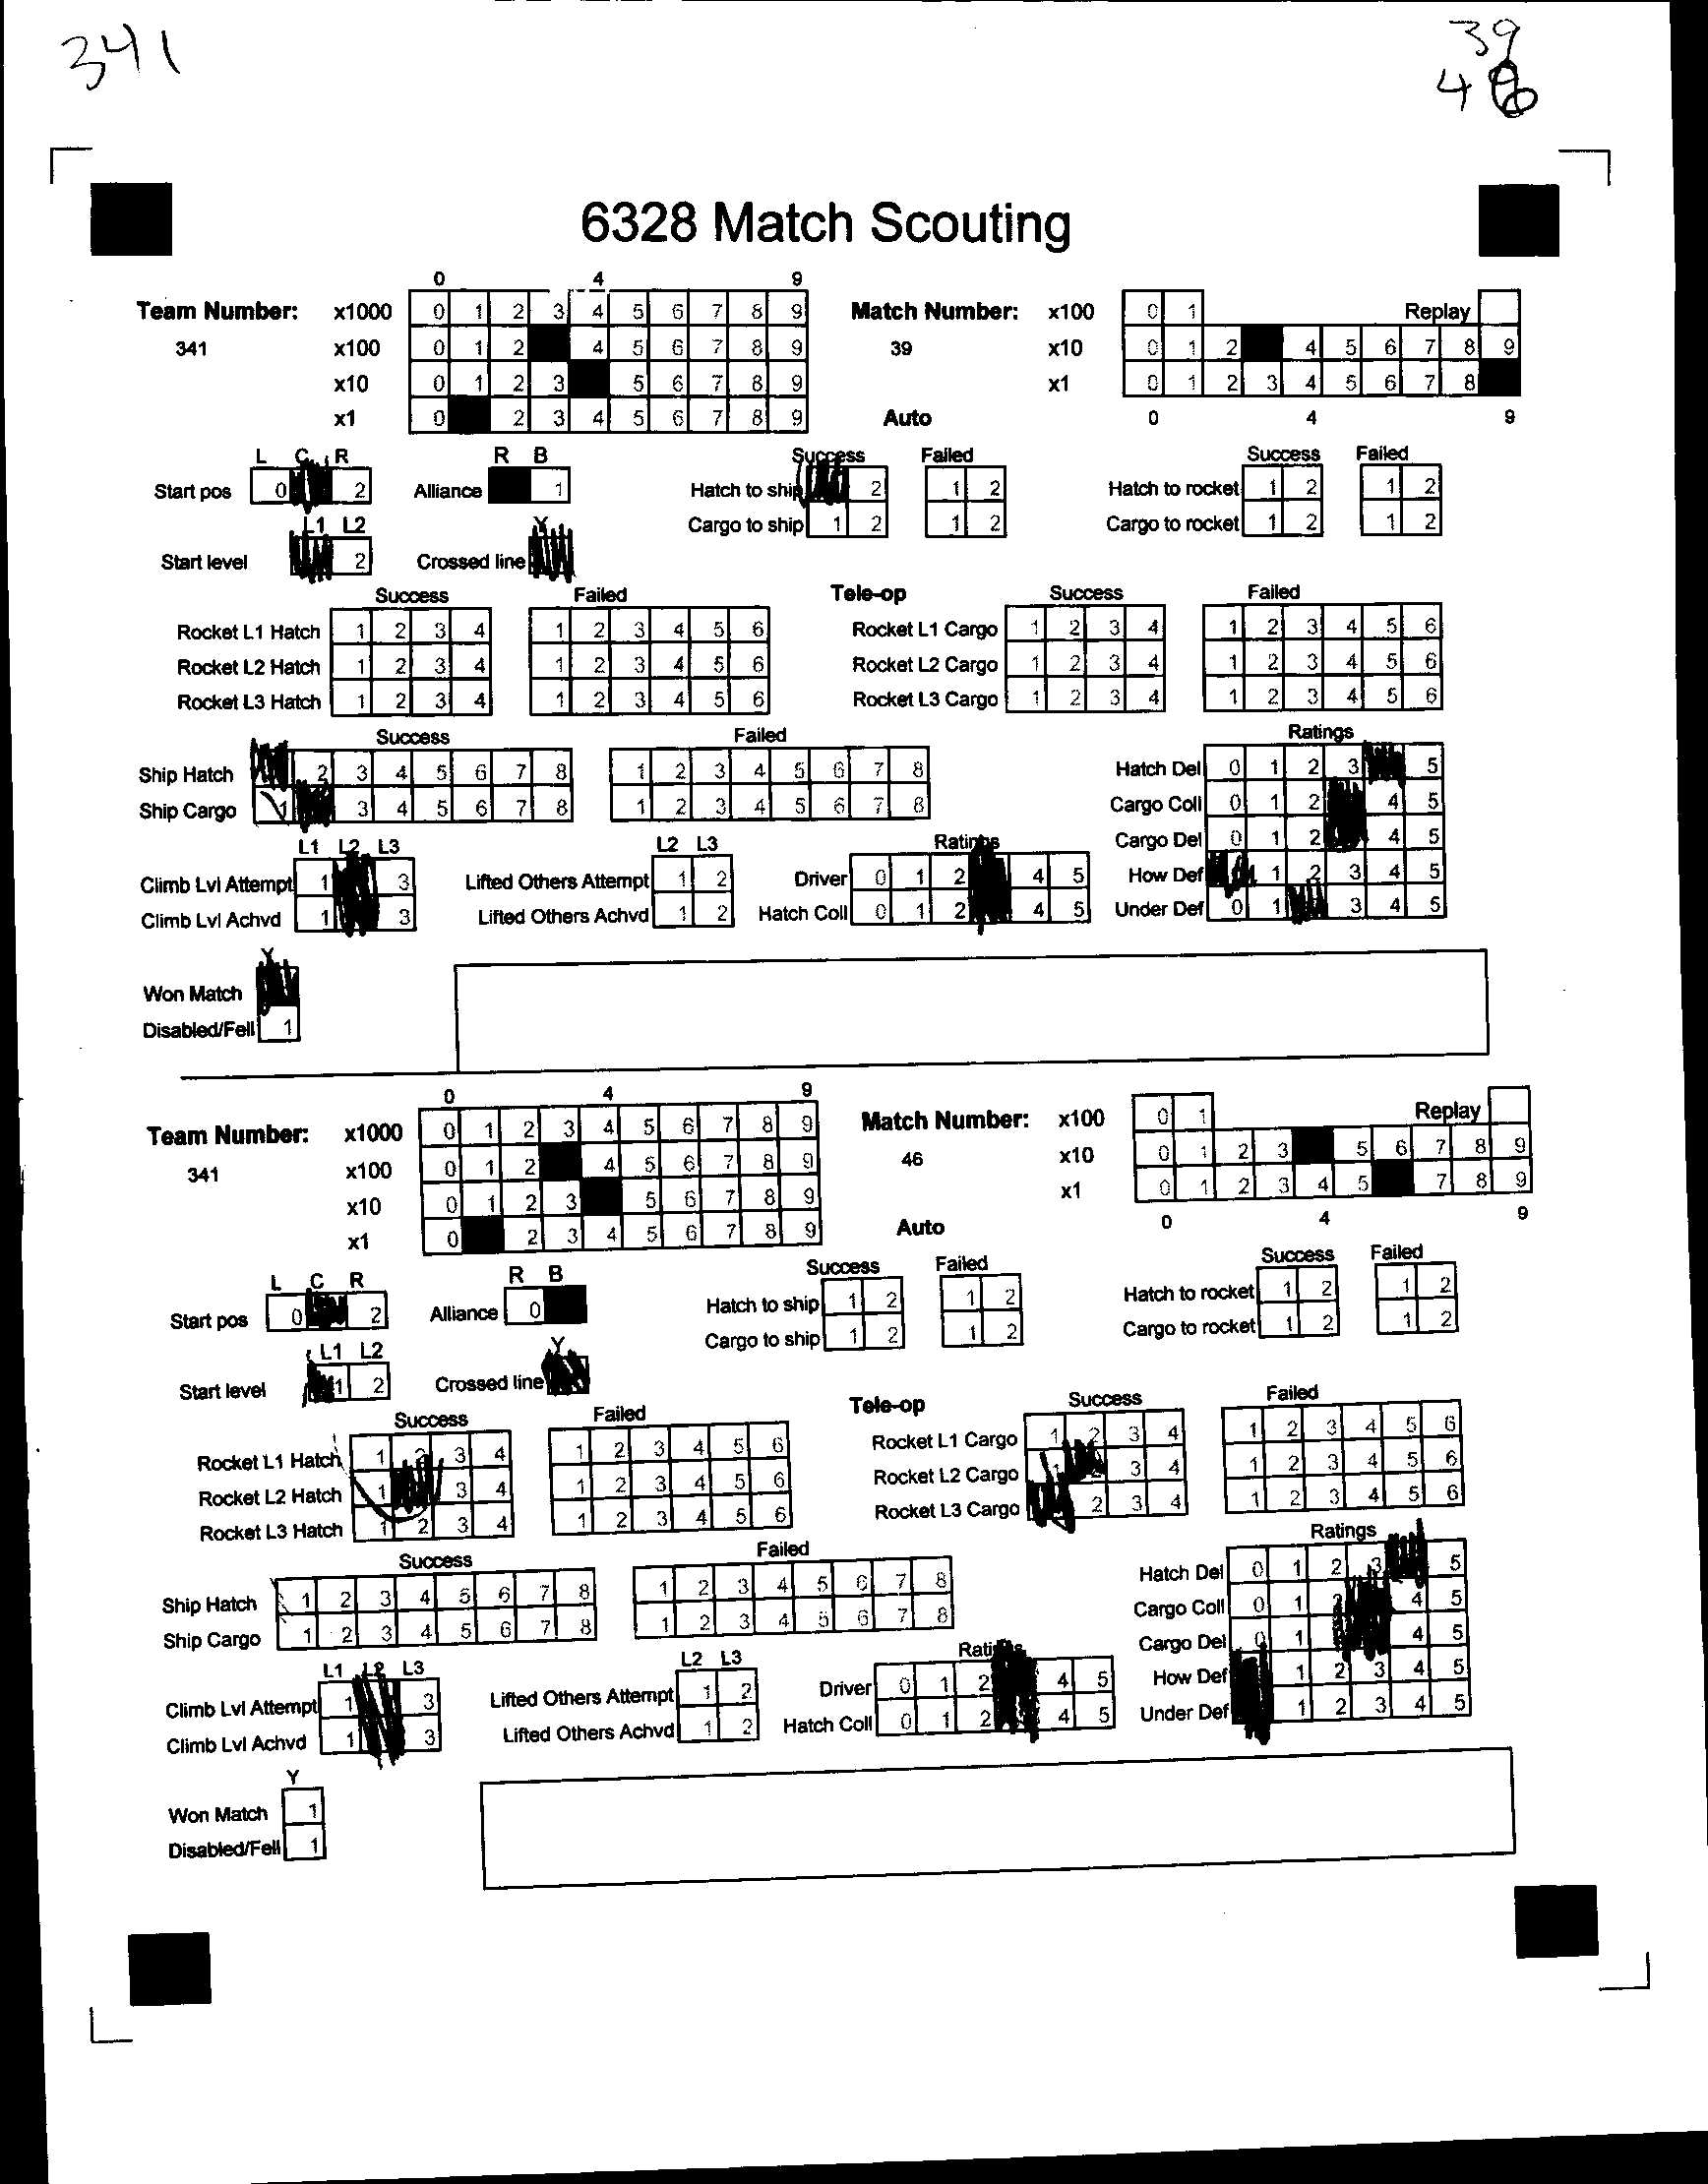 341
39
46
6328 Match Scouting
0 4 9
Team Number: x1000 0 1 2 3 4 5 6 7 8 9 Match Number: x100 0 1 Replay
341 x100 0 1 2 4 5 6 7 8 9 39 x10 0 1 2 4 5 6 7 8 9
x10 0 1 2 3 5 6 7 8 9 x1 0 1 2 3 4 5 6 7 8
x1 0 2 3 4 5 6 7 8 9 Auto 0 4 9
L C R R B Success Failed Success Failed
Start pos 0 2 Alliance 1 Hatch to ship 2 1 2 Hatch to rocket 1 2 1 2
Cargo to ship 1 2 1 2 Cargo to rocket 1 2 1 2
L1 L2 Y
Start level 2 Crossed line
Success Failed Tele-op Success Failed
Rocket L1 Hatch 1 2 3 4 1 2 3 4 5 6 Rocket L1 Cargo 1 2 3 4 1 2 3 4 5 6
Rocket L2 Hatch 1 2 3 4 1 2 3 4 5 6 Rocket L2 Cargo 1 2 3 4 1 2 3 4 5 6
Rocket L3 Hatch 1 2 3 4 1 2 3 4 5 6 Rocket L3 Cargo 1 2 3 4 1 2 3 4 5 6
Success Failed Ratings
Ship Hatch 2 3 4 5 6 7 8 1 2 3 4 5 6 7 8 Hatch Del 0 1 2 3 5
Ship Cargo 1 3 4 5 6 7 8 1 2 3 4 5 6 7 8 Cargo Coll 0 1 2 4 5
L1 L2 L3 L2 L3 Ratings Cargo Del 0 1 2 4 5
Climb Lvl Attempt 1 3 Lifted Others Attempt 1 2 Driver 0 1 2 4 5 How Def 1 2 3 4 5
Climb Lvl Achvd 1 3 Lifted Others Achvd 1 2 Hatch Coll 0 1 2 4 5 Under Def 0 1 3 4 5
Y
Won Match
Disabled/Fell 1
0 4 9
Team Number: x1000 0 1 2 3 4 5 6 7 8 9 Match Number: x100 0 1 Replay
341 x100 0 1 2 4 5 6 7 8 9 46 x10 0 1 2 3 5 6 7 8 9
x10 0 1 2 3 5 6 7 8 9 x1 0 1 2 3 4 5 7 8 9
x1 0 2 3 4 5 6 7 8 9 Auto 0 4 9
L C R R B Success Failed Success Failed
Start pos 0 2 Alliance 0 Hatch to ship 1 2 1 2 Hatch to rocket 1 2 1 2
Cargo to ship 1 2 1 2 Cargo to rocket 1 2 1 2
L1 L2 Y
Start level 1 2 Crossed line
Success Failed Tele-op Success Failed
Rocket L1 Hatch 1 2 3 4 1 2 3 4 5 6 Rocket L1 Cargo 1 2 3 4 1 2 3 4 5 6
Rocket L2 Hatch 1 3 4 1 2 3 4 5 6 Rocket L2 Cargo 1 3 4 1 2 3 4 5 6
Rocket L3 Hatch 1 2 3 4 1 2 3 4 5 6 Rocket L3 Cargo 2 3 4 1 2 3 4 5 6
Success Failed Ratings
Ship Hatch 1 2 3 4 5 6 7 8 1 2 3 4 5 6 7 8 Hatch Del 0 1 2 3 5
Ship Cargo 1 2 3 4 5 6 7 8 1 2 3 4 5 6 7 8 Cargo Coll 0 1 2 4 5
L1 L2 L3 L2 L3 Ratings Cargo Del 0 1 4 5
Climb Lvl Attempt 1 3 Lifted Others Attempt 1 2 Driver 0 1 2 4 5 How Def 1 2 3 4 5
Climb Lvl Achvd 1 3 Lifted Others Achvd 1 2 Hatch Coll 0 1 2 4 5 Under Def 1 2 3 4 5
Y
Won Match 1
Disabled/Fell 1